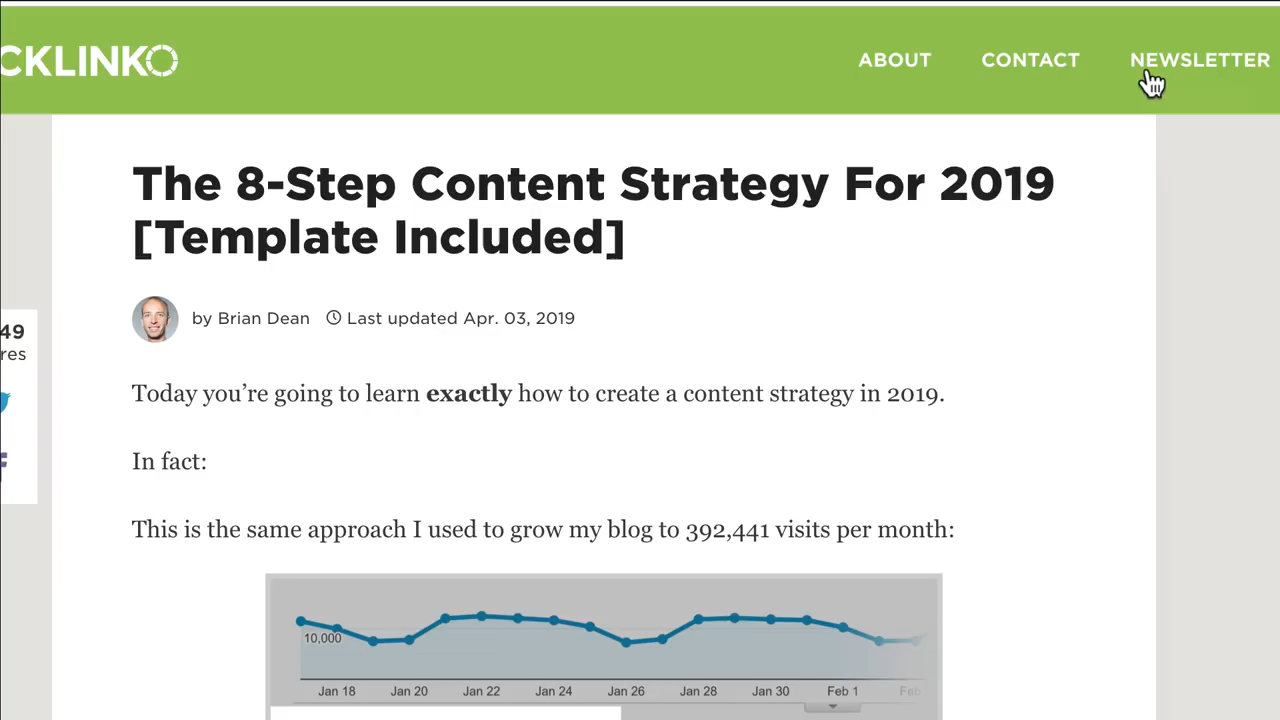 CKLINKO
ABOUT CONTACT NEWSLETTER
The 8-Step Content Strategy For 2019
[Template Included]
by Brian Dean Last updated Apr. 03, 2019
49
res
Today you’re going to learn exactly how to create a content strategy in 2019.
In fact:
This is the same approach I used to grow my blog to 392,441 visits per month:
10,000
Jan 18 Jan 20 Jan 22 Jan 24 Jan 26 Jan 28 Jan 30 Feb 1 Feb